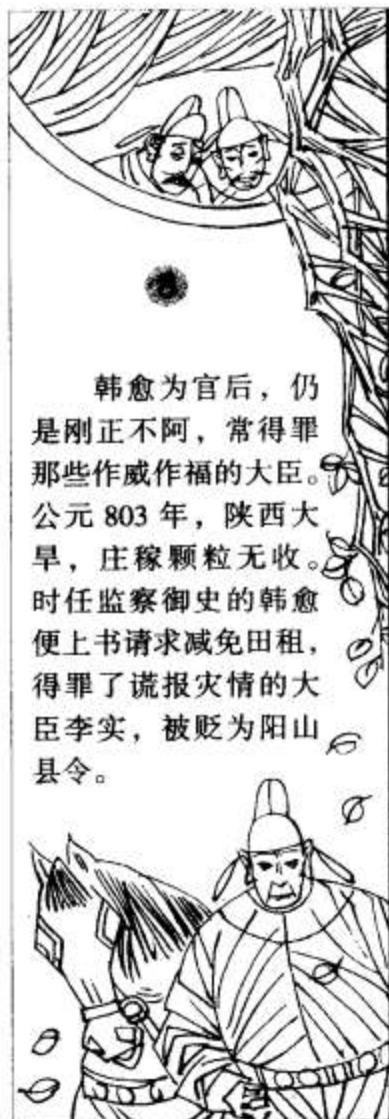 韩愈为官后，仍
是刚正不阿，常得罪
那些作威作福的大臣。
公元 803 年，陕西大
旱，庄稼颗粒无收。
时任监察御史的韩愈
便上书请求减免田租，
得罪了谎报灾情的大
臣李实，被贬为阳山
县令。